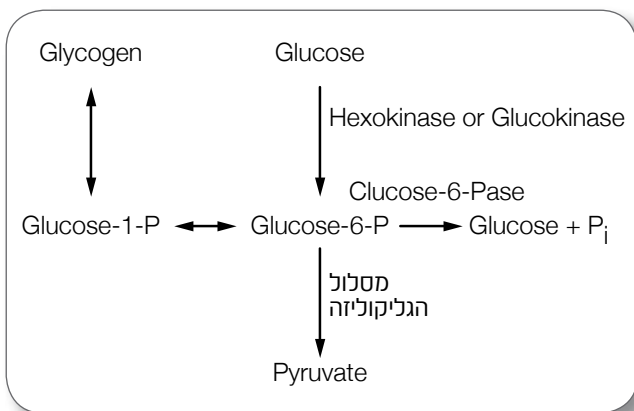 Glycogen
Glucose
Hexokinase or Glucokinase
Clucose-6-Pase
Glucose-1-P
Glucose-6-P
Glucose + Pi
מסלול
הגליקוליזה
Pyruvate